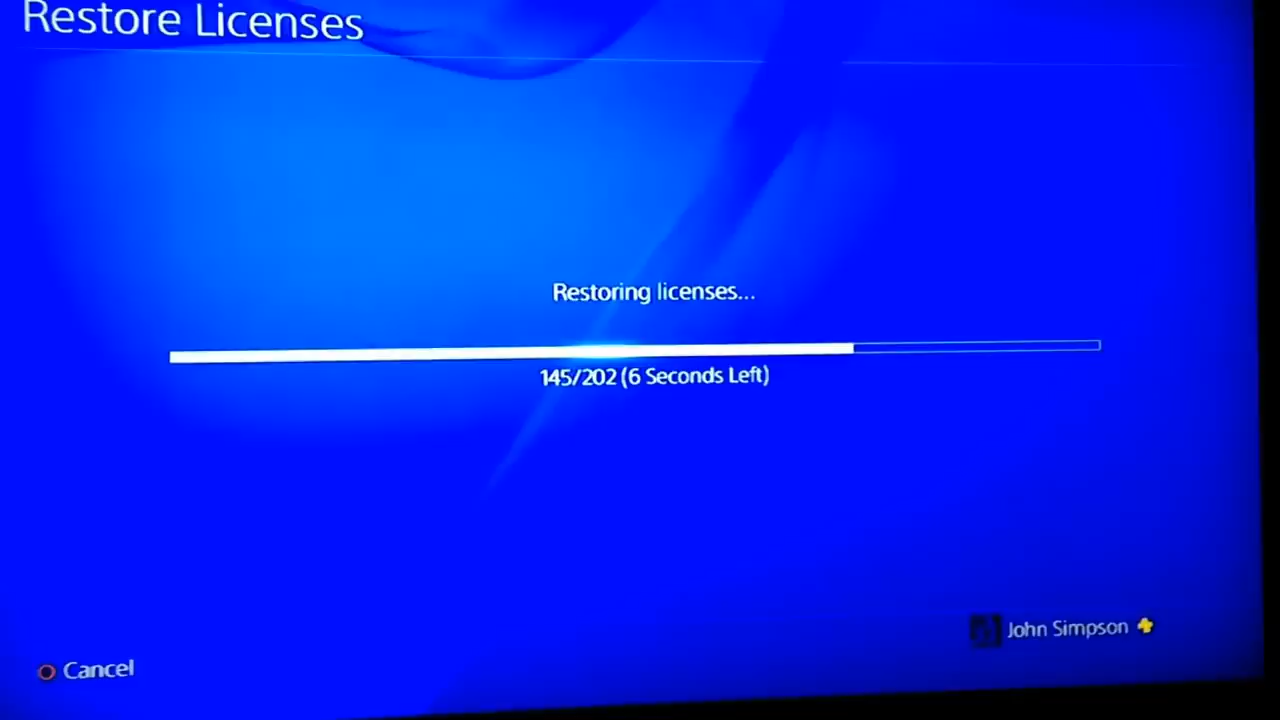 Restore Licenses
Restoring licenses...
145/202 (6 Seconds Left)
John Simpson
Cancel